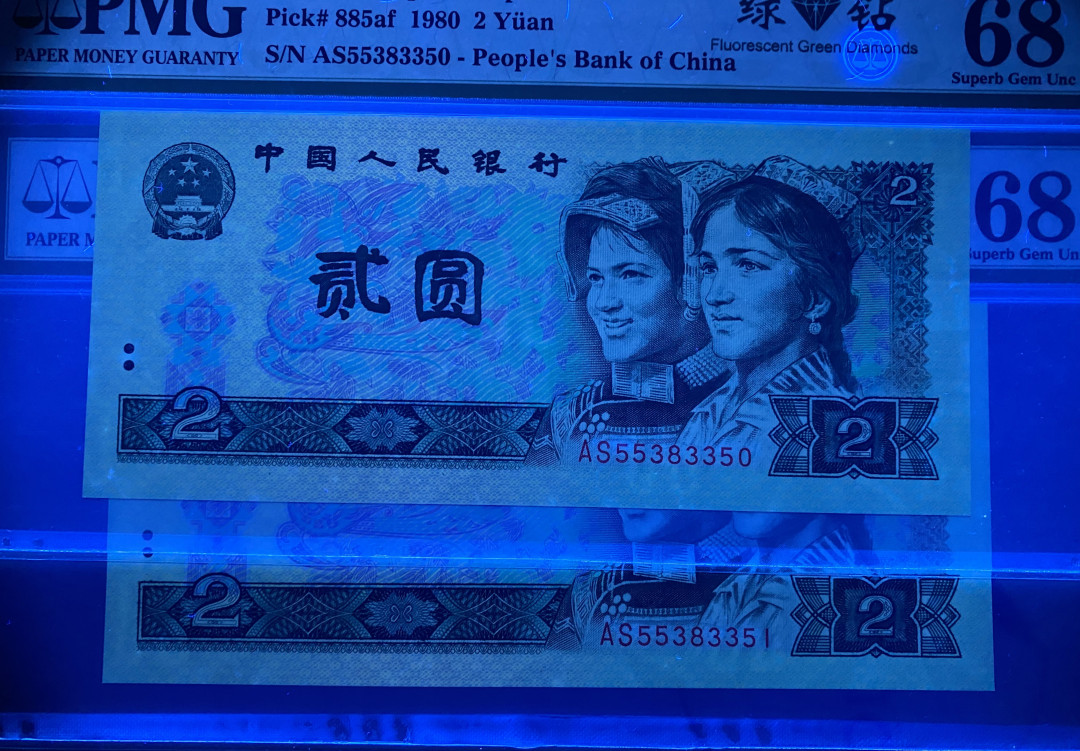 PMG
PAPER MONEY GUARANTY
Pick# 885af 1980 2 Yüan
S/N AS55383350 - People's Bank of China
绿 钻
Fluorescent Green Diamonds
68
Superb Gem Unc
中国人民银行
2
贰圆
2
2
AS55383350
PAPER M
68
Superb Gem Un
2
2
AS55383351